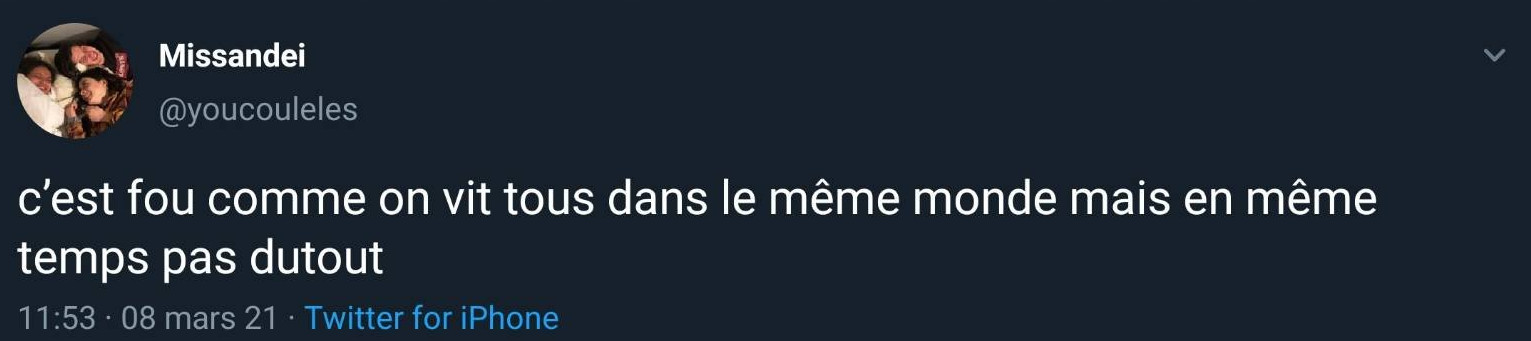 Missandei
@youcouleles
c’est fou comme on vit tous dans le même monde mais en même
temps pas dutout
11:53 · 08 mars 21 · Twitter for iPhone